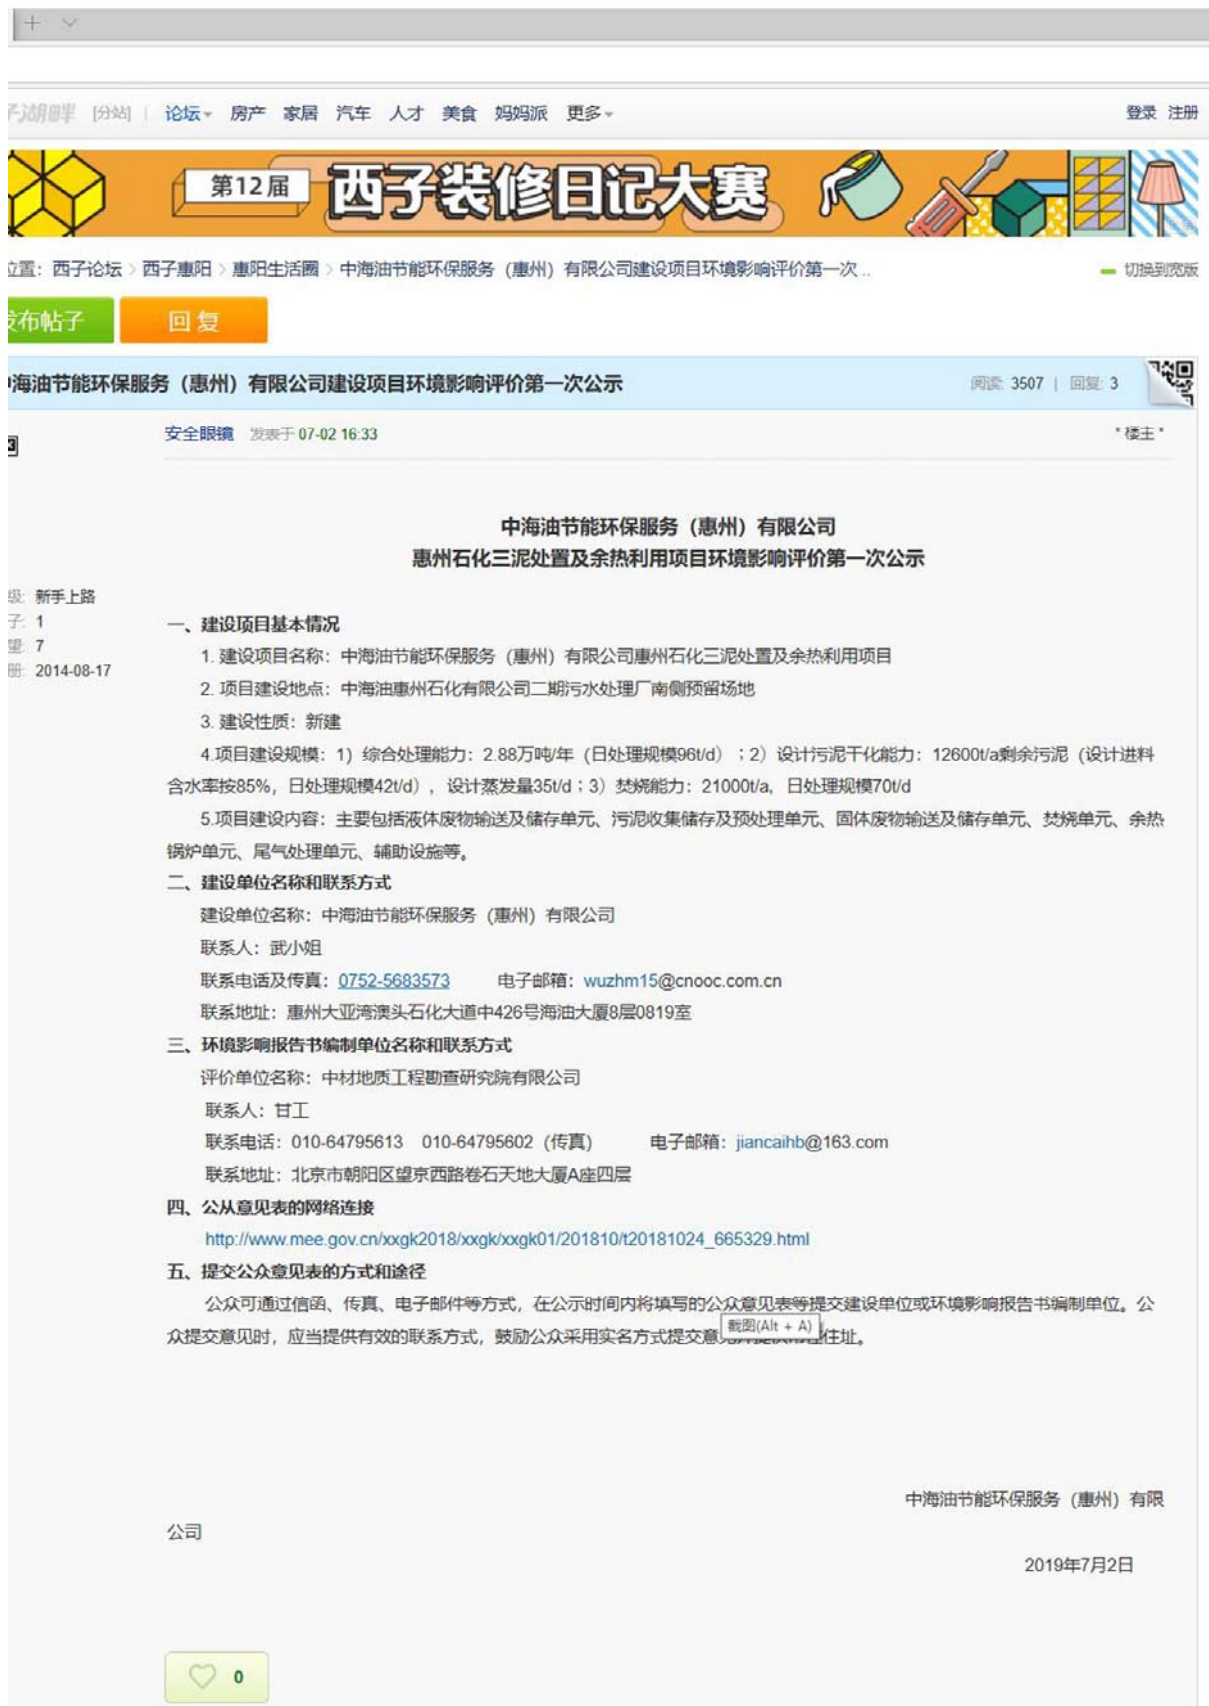 子湖畔 [分站] 论坛 房产 家居 汽车 人才 美食 妈妈派 更多 登录 注册
第12届 西子装修日记大赛
位置：西子论坛 > 西子惠阳 > 惠阳生活圈 > 中海油节能环保服务（惠州）有限公司建设项目环境影响评价第一次 .. 切换到宽版
发布帖子 回复
中海油节能环保服务（惠州）有限公司建设项目环境影响评价第一次公示 阅读: 3507 | 回复: 3
安全眼镜 发表于 07-02 16:33 *楼主*
中海油节能环保服务（惠州）有限公司
惠州石化三泥处置及余热利用项目环境影响评价第一次公示
级: 新手上路
子: 1
望: 7
册: 2014-08-17
一、建设项目基本情况
1. 建设项目名称：中海油节能环保服务（惠州）有限公司惠州石化三泥处置及余热利用项目
2. 项目建设地点：中海油惠州石化有限公司二期污水处理厂南侧预留场地
3. 建设性质：新建
4.项目建设规模：1）综合处理能力：2.88万吨/年（日处理规模96t/d）；2）设计污泥干化能力：12600t/a剩余污泥（设计进料
含水率按85%，日处理规模42t/d），设计蒸发量35t/d；3）焚烧能力：21000t/a，日处理规模70t/d
5.项目建设内容：主要包括液体废物输送及储存单元、污泥收集储存及预处理单元、固体废物输送及储存单元、焚烧单元、余热
锅炉单元、尾气处理单元、辅助设施等。
二、建设单位名称和联系方式
建设单位名称：中海油节能环保服务（惠州）有限公司
联系人：武小姐
联系电话及传真：0752-5683573 电子邮箱：wuzhm15@cnooc.com.cn
联系地址：惠州大亚湾澳头石化大道中426号海油大厦8层0819室
三、环境影响报告书编制单位名称和联系方式
评价单位名称：中材地质工程勘查研究院有限公司
联系人：甘工
联系电话：010-64795613 010-64795602（传真） 电子邮箱：jiancaihb@163.com
联系地址：北京市朝阳区望京西路卷石天地大厦A座四层
四、公从意见表的网络连接
http://www.mee.gov.cn/xxgk2018/xxgk/xxgk01/201810/t20181024_665329.html
五、提交公众意见表的方式和途径
公众可通过信函、传真、电子邮件等方式，在公示时间内将填写的公众意见表等提交建设单位或环境影响报告书编制单位。公
众提交意见时，应当提供有效的联系方式，鼓励公众采用实名方式提交意 住址。
截图(Alt + A)
中海油节能环保服务（惠州）有限
公司
2019年7月2日
0